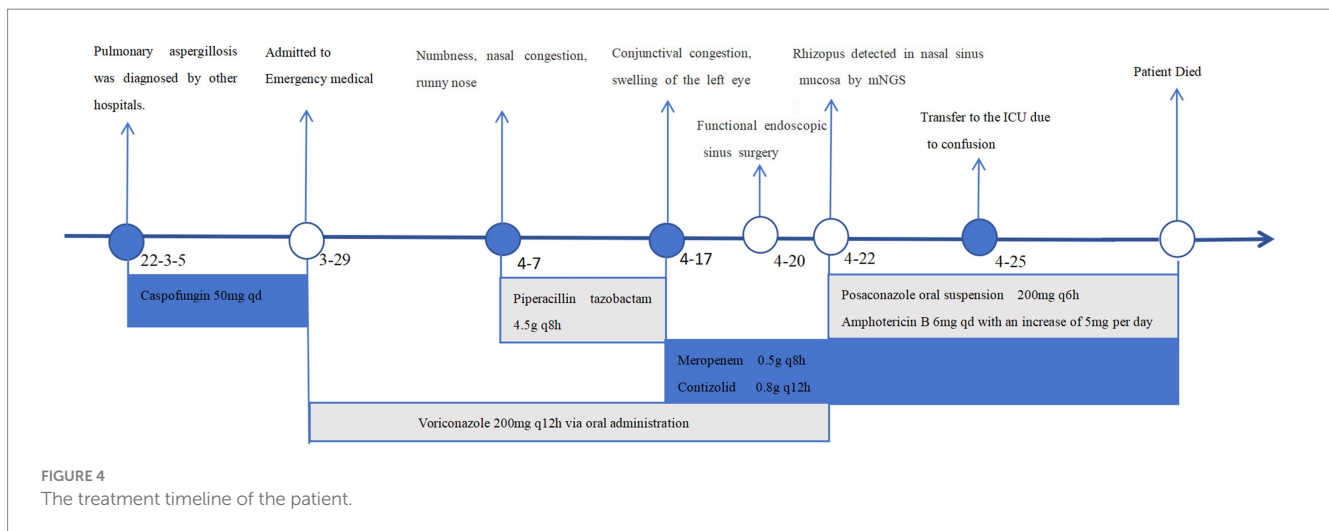 Pulmonary aspergillosis
was diagnosed by other
hospitals.
Admitted to
Emergency medical
Numbness, nasal congestion,
runny nose
Conjunctival congestion,
swelling of the left eye
Functional endoscopic
sinus surgery
Rhizopus detected in nasal sinus
mucosa by mNGS
Transfer to the ICU due
to confusion
Patient Died
22-3-5
3-29
4-7
4-17
4-20
4-22
4-25
Caspofungin 50mg qd
Piperacillin tazobactam
4.5g q8h
Posaconazole oral suspension 200mg q6h
Amphotericin B 6mg qd with an increase of 5mg per day
Meropenem 0.5g q8h
Contizolid 0.8g q12h
Voriconazole 200mg q12h via oral administration
FIGURE 4
The treatment timeline of the patient.